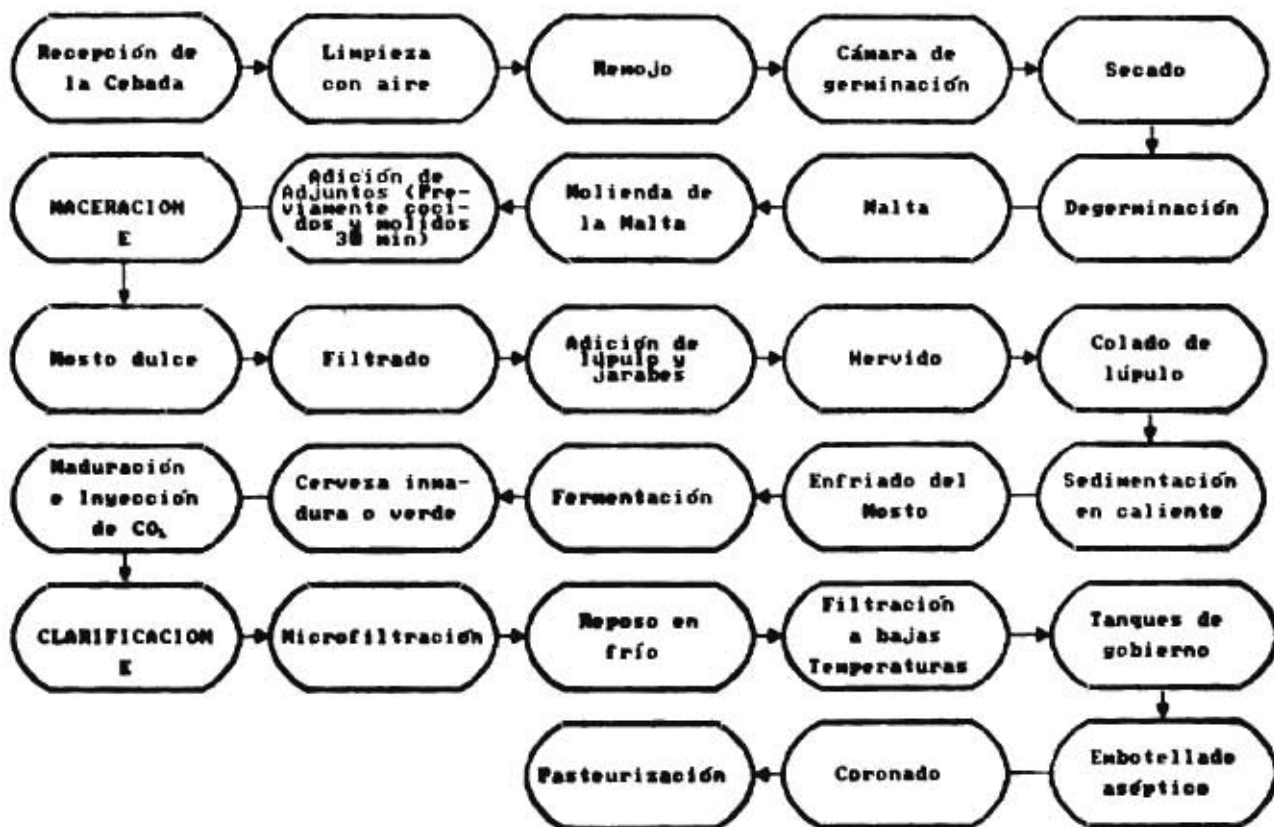 Recepción de
la Cebada
Limpieza
con aire
Remojo
Cámara de
germinación
Secado
MACERACION
E
Adición de
Adjuntos (Pre-
viamente coci-
dos y molidos
30 min)
Molienda de
la Malta
Malta
Degerminación
Mosto dulce
Filtrado
Adición de
lúpulo y
jarabes
Hervido
Colado de
lúpulo
Maduración
e Inyección
de CO₂
Cerveza inma-
dura o verde
Fermentación
Enfriado del
Mosto
Sedimentación
en caliente
CLARIFICACION
E
Microfiltración
Reposo en
frío
Filtración
a bajas
Temperaturas
Tanques de
gobierno
Pasteurización
Coronado
Embotellado
aséptico